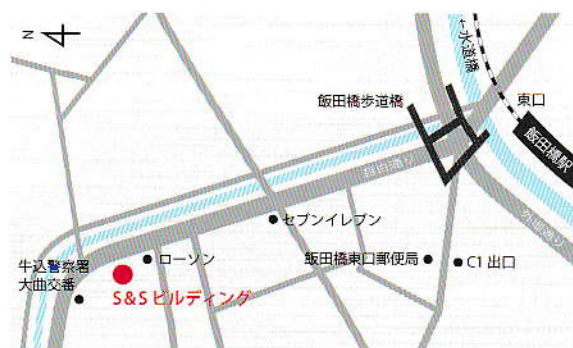 N
←水道橋
東口
飯田橋歩道橋
飯田橋駅
目白通り
外堀通り
セブンイレブン
牛込警察署
大曲交番
ローソン
飯田橋東口郵便局
C1 出口
S&Sビルディング